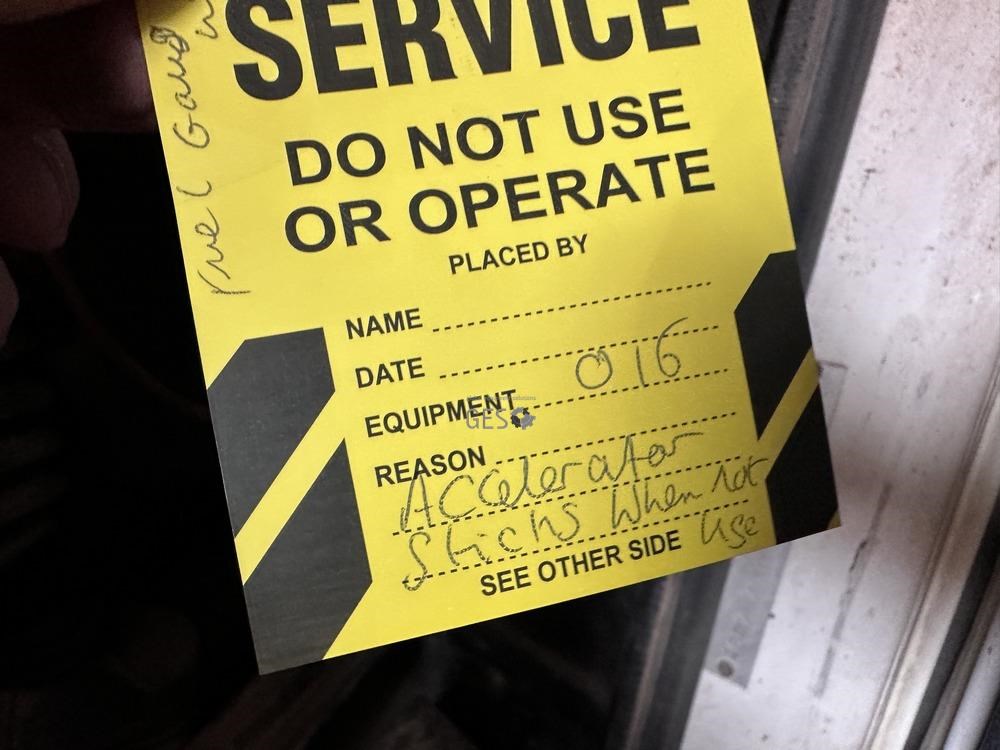 SERVICE
DO NOT USE
OR OPERATE
PLACED BY
NAME
DATE
EQUIPMENT 016
REASON Accelerator
Sticks When not
use
SEE OTHER SIDE
Fuel
GES